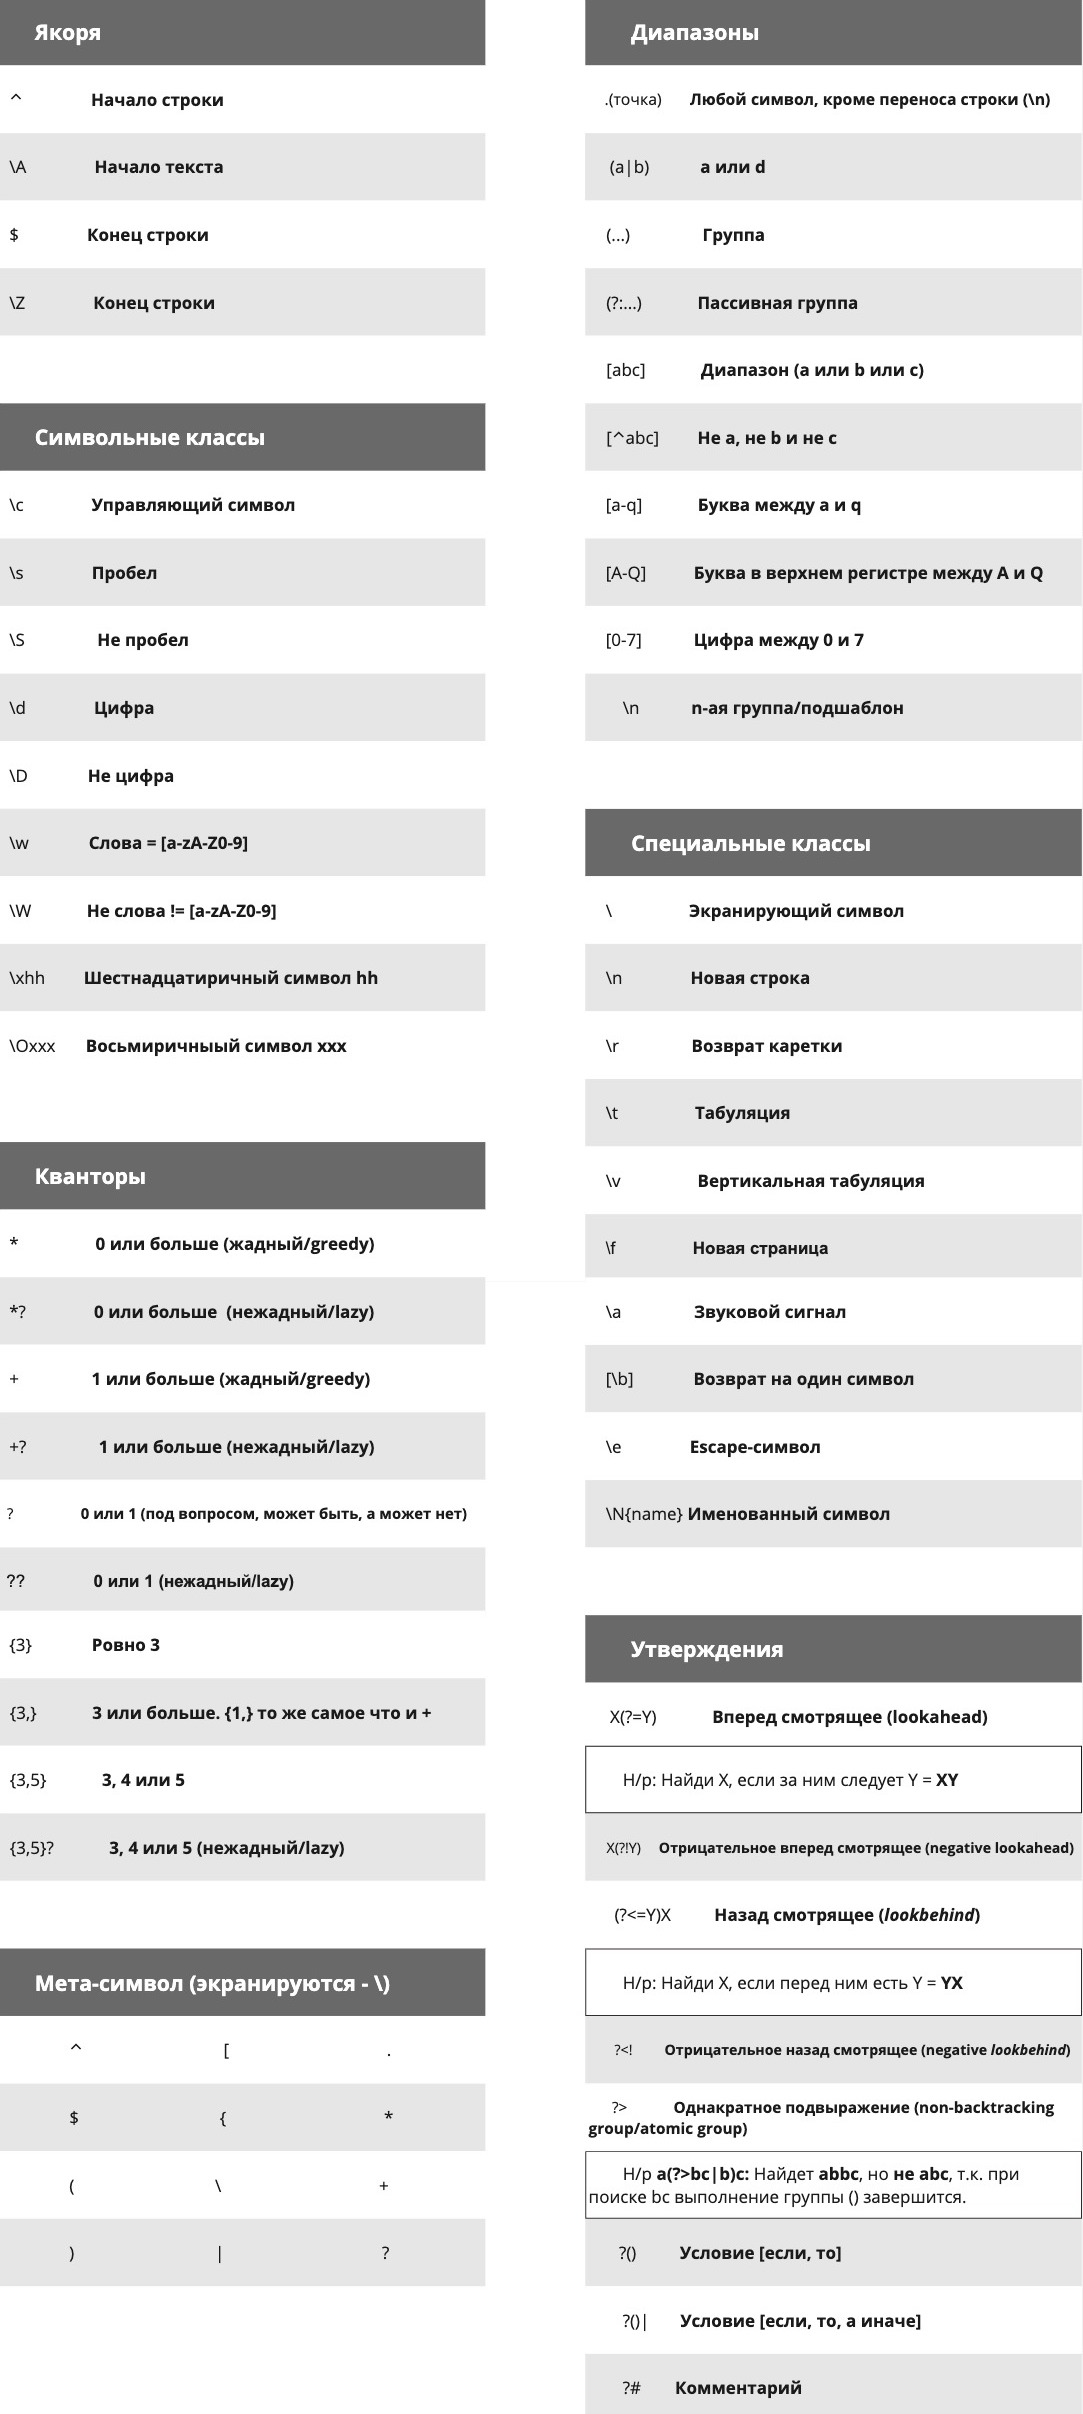 Якоря
^ Начало строки
\A Начало текста
$ Конец строки
\Z Конец строки
Символьные классы
\c Управляющий символ
\s Пробел
\S Не пробел
\d Цифра
\D Не цифра
\w Слова = [a-zA-Z0-9]
\W Не слова != [a-zA-Z0-9]
\xhh Шестнадцатиричный символ hh
\Oxxx Восьмиричныый символ xxx
Кванторы
* 0 или больше (жадный/greedy)
*? 0 или больше (нежадный/lazy)
+ 1 или больше (жадный/greedy)
+? 1 или больше (нежадный/lazy)
? 0 или 1 (под вопросом, может быть, а может нет)
?? 0 или 1 (нежадный/lazy)
{3} Ровно 3
{3,} 3 или больше. {1,} то же самое что и +
{3,5} 3, 4 или 5
{3,5}? 3, 4 или 5 (нежадный/lazy)
Мета-символ (экранируются - \)
^ [ .
$ { *
( \ +
) | ?
Диапазоны
.(точка) Любой символ, кроме переноса строки (\n)
(a|b) a или d
(...) Группа
(?:...) Пассивная группа
[abc] Диапазон (a или b или c)
[^abc] Не a, не b и не c
[a-q] Буква между a и q
[A-Q] Буква в верхнем регистре между A и Q
[0-7] Цифра между 0 и 7
\n n-ая группа/подшаблон
Специальные классы
\ Экранирующий символ
\n Новая строка
\r Возврат каретки
\t Табуляция
\v Вертикальная табуляция
\f Новая страница
\a Звуковой сигнал
[\b] Возврат на один символ
\e Escape-символ
\N{name} Именованный символ
Утверждения
X(?=Y) Вперед смотрящее (lookahead)
Н/р: Найди X, если за ним следует Y = XY
X(?!Y) Отрицательное вперед смотрящее (negative lookahead)
(?<=Y)X Назад смотрящее (lookbehind)
Н/р: Найди X, если перед ним есть Y = YX
?<! Отрицательное назад смотрящее (negative lookbehind)
?> Однакратное подвыражение (non-backtracking
group/atomic group)
Н/р a(?>bc|b)c: Найдет abbc, но не abc, т.к. при
поиске bc выполнение группы () завершится.
?() Условие [если, то]
?()| Условие [если, то, а иначе]
?# Комментарий